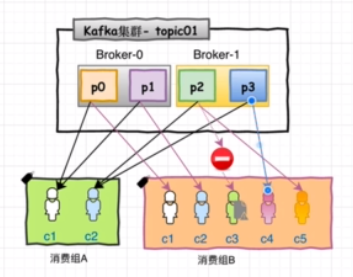 Kafka集群- topic01
Broker-0 Broker-1
p0 p1 p2 p3
c1 c2 c1 c2 c3 c4 c5
消费组A 消费组B